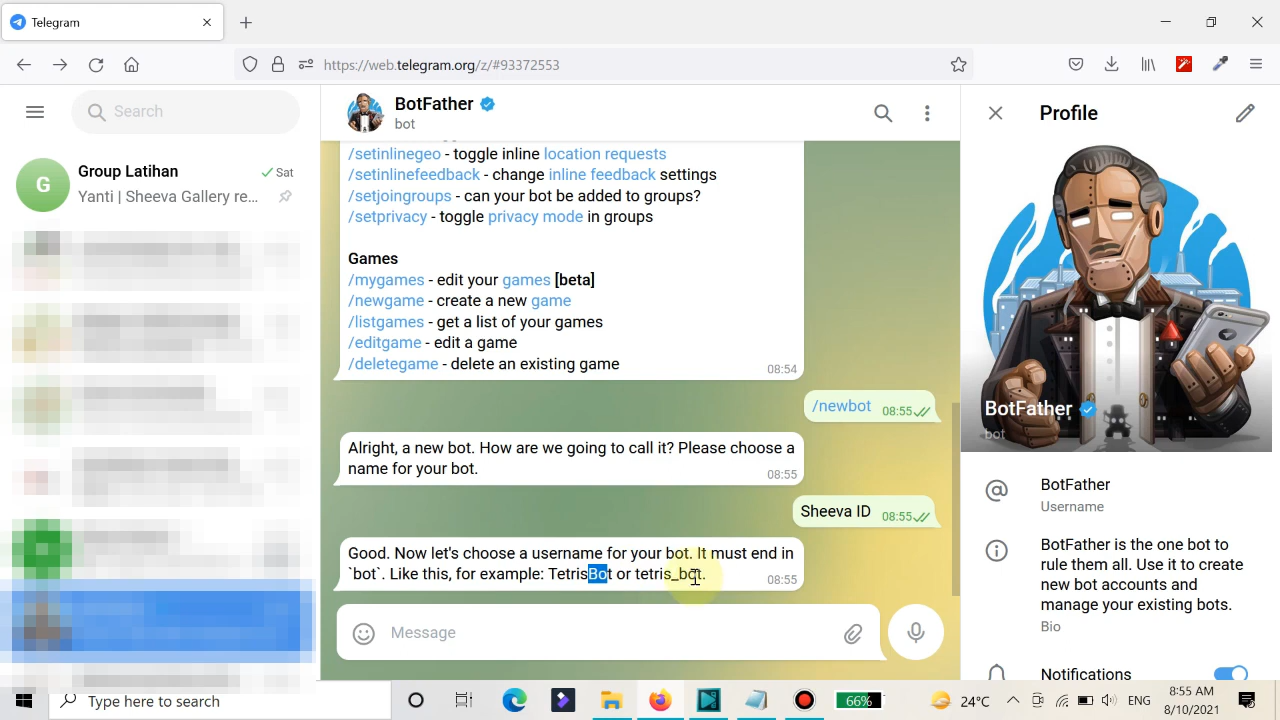 Telegram
https://web.telegram.org/z/#93372553
Search
BotFather
bot
Profile
G
Group Latihan
Sat
Yanti | Sheeva Gallery re...
/setinlinegeo - toggle inline location requests
/setinlinefeedback - change inline feedback settings
/setjoingroups - can your bot be added to groups?
/setprivacy - toggle privacy mode in groups
Games
/mygames - edit your games [beta]
/newgame - create a new game
/listgames - get a list of your games
/editgame - edit a game
/deletegame - delete an existing game
08:54
/newbot 08:55
Alright, a new bot. How are we going to call it? Please choose a
name for your bot.
08:55
Sheeva ID 08:55
Good. Now let's choose a username for your bot. It must end in
`bot`. Like this, for example: TetrisBot or tetris_bot.
08:55
Message
BotFather
bot
BotFather
Username
BotFather is the one bot to
rule them all. Use it to create
new bot accounts and
manage your existing bots.
Bio
Notifications
Type here to search
66%
24°C
ENG
8:55 AM
8/10/2021